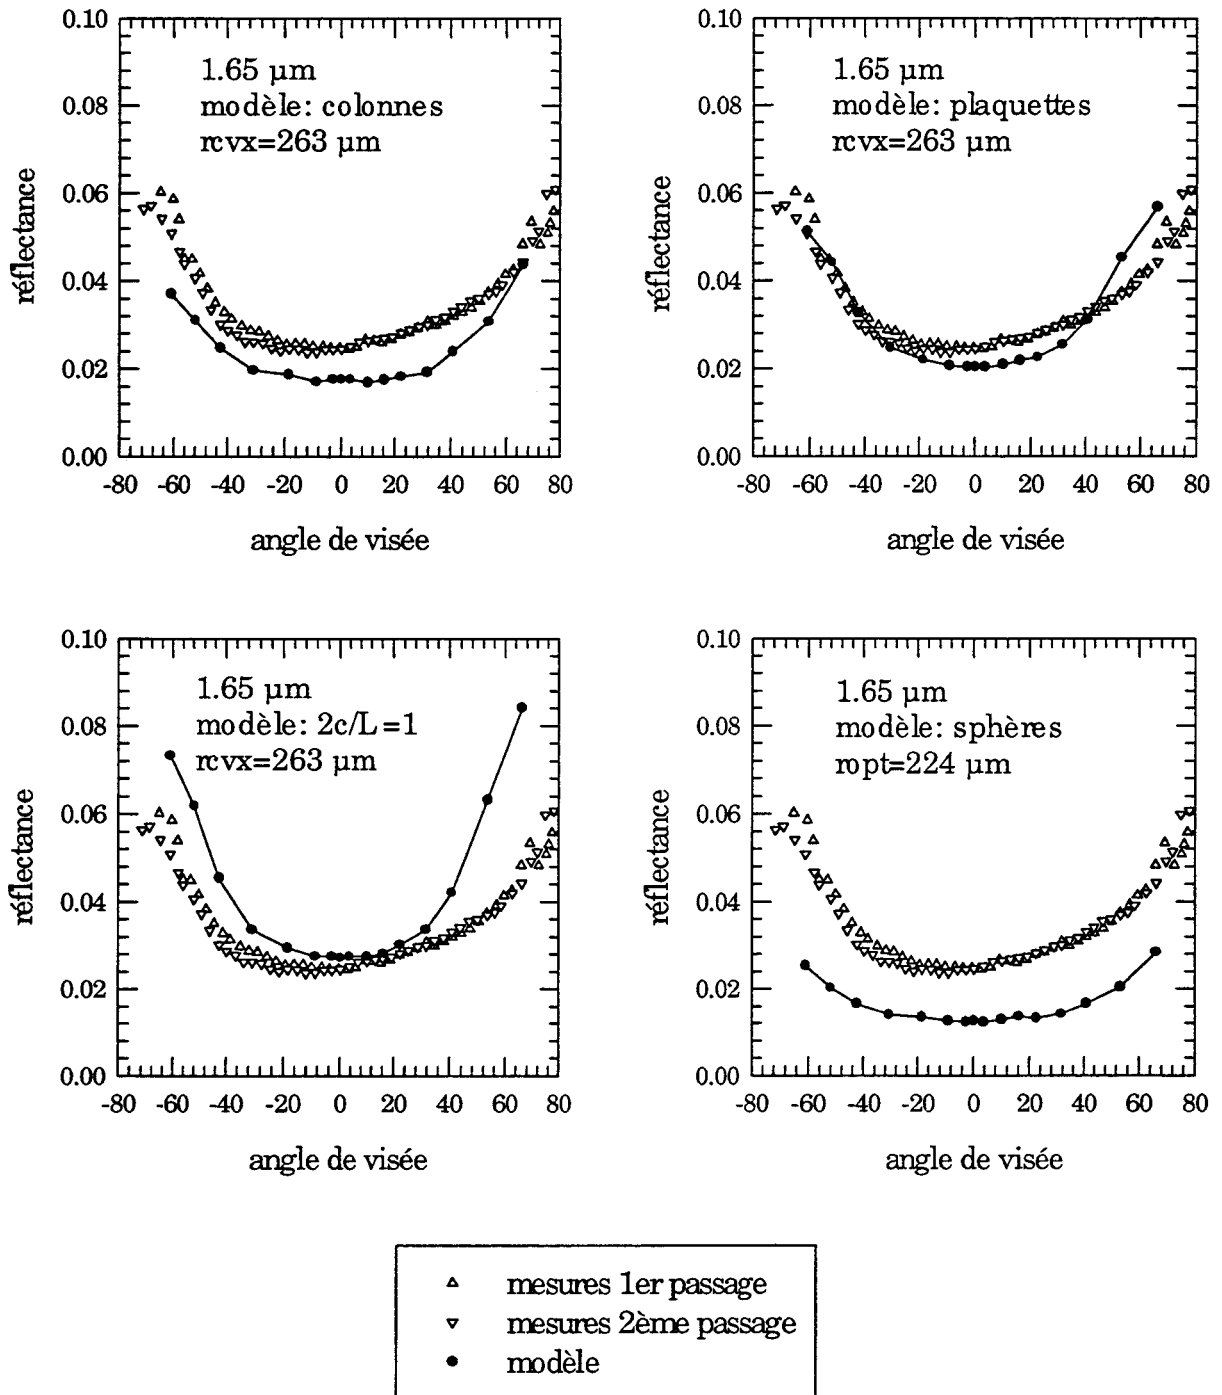 0.10
0.08
0.06
0.04
0.02
0.00
réflectance
1.65 µm
modèle: colonnes
rcvx=263 µm
-80 -60 -40 -20 0 20 40 60 80
angle de visée
0.10
0.08
0.06
0.04
0.02
0.00
réflectance
1.65 µm
modèle: plaquettes
rcvx=263 µm
-80 -60 -40 -20 0 20 40 60 80
angle de visée
0.10
0.08
0.06
0.04
0.02
0.00
réflectance
1.65 µm
modèle: 2c/L=1
rcvx=263 µm
-80 -60 -40 -20 0 20 40 60 80
angle de visée
0.10
0.08
0.06
0.04
0.02
0.00
réflectance
1.65 µm
modèle: sphères
ropt=224 µm
-80 -60 -40 -20 0 20 40 60 80
angle de visée
mesures 1er passage
mesures 2ème passage
modèle